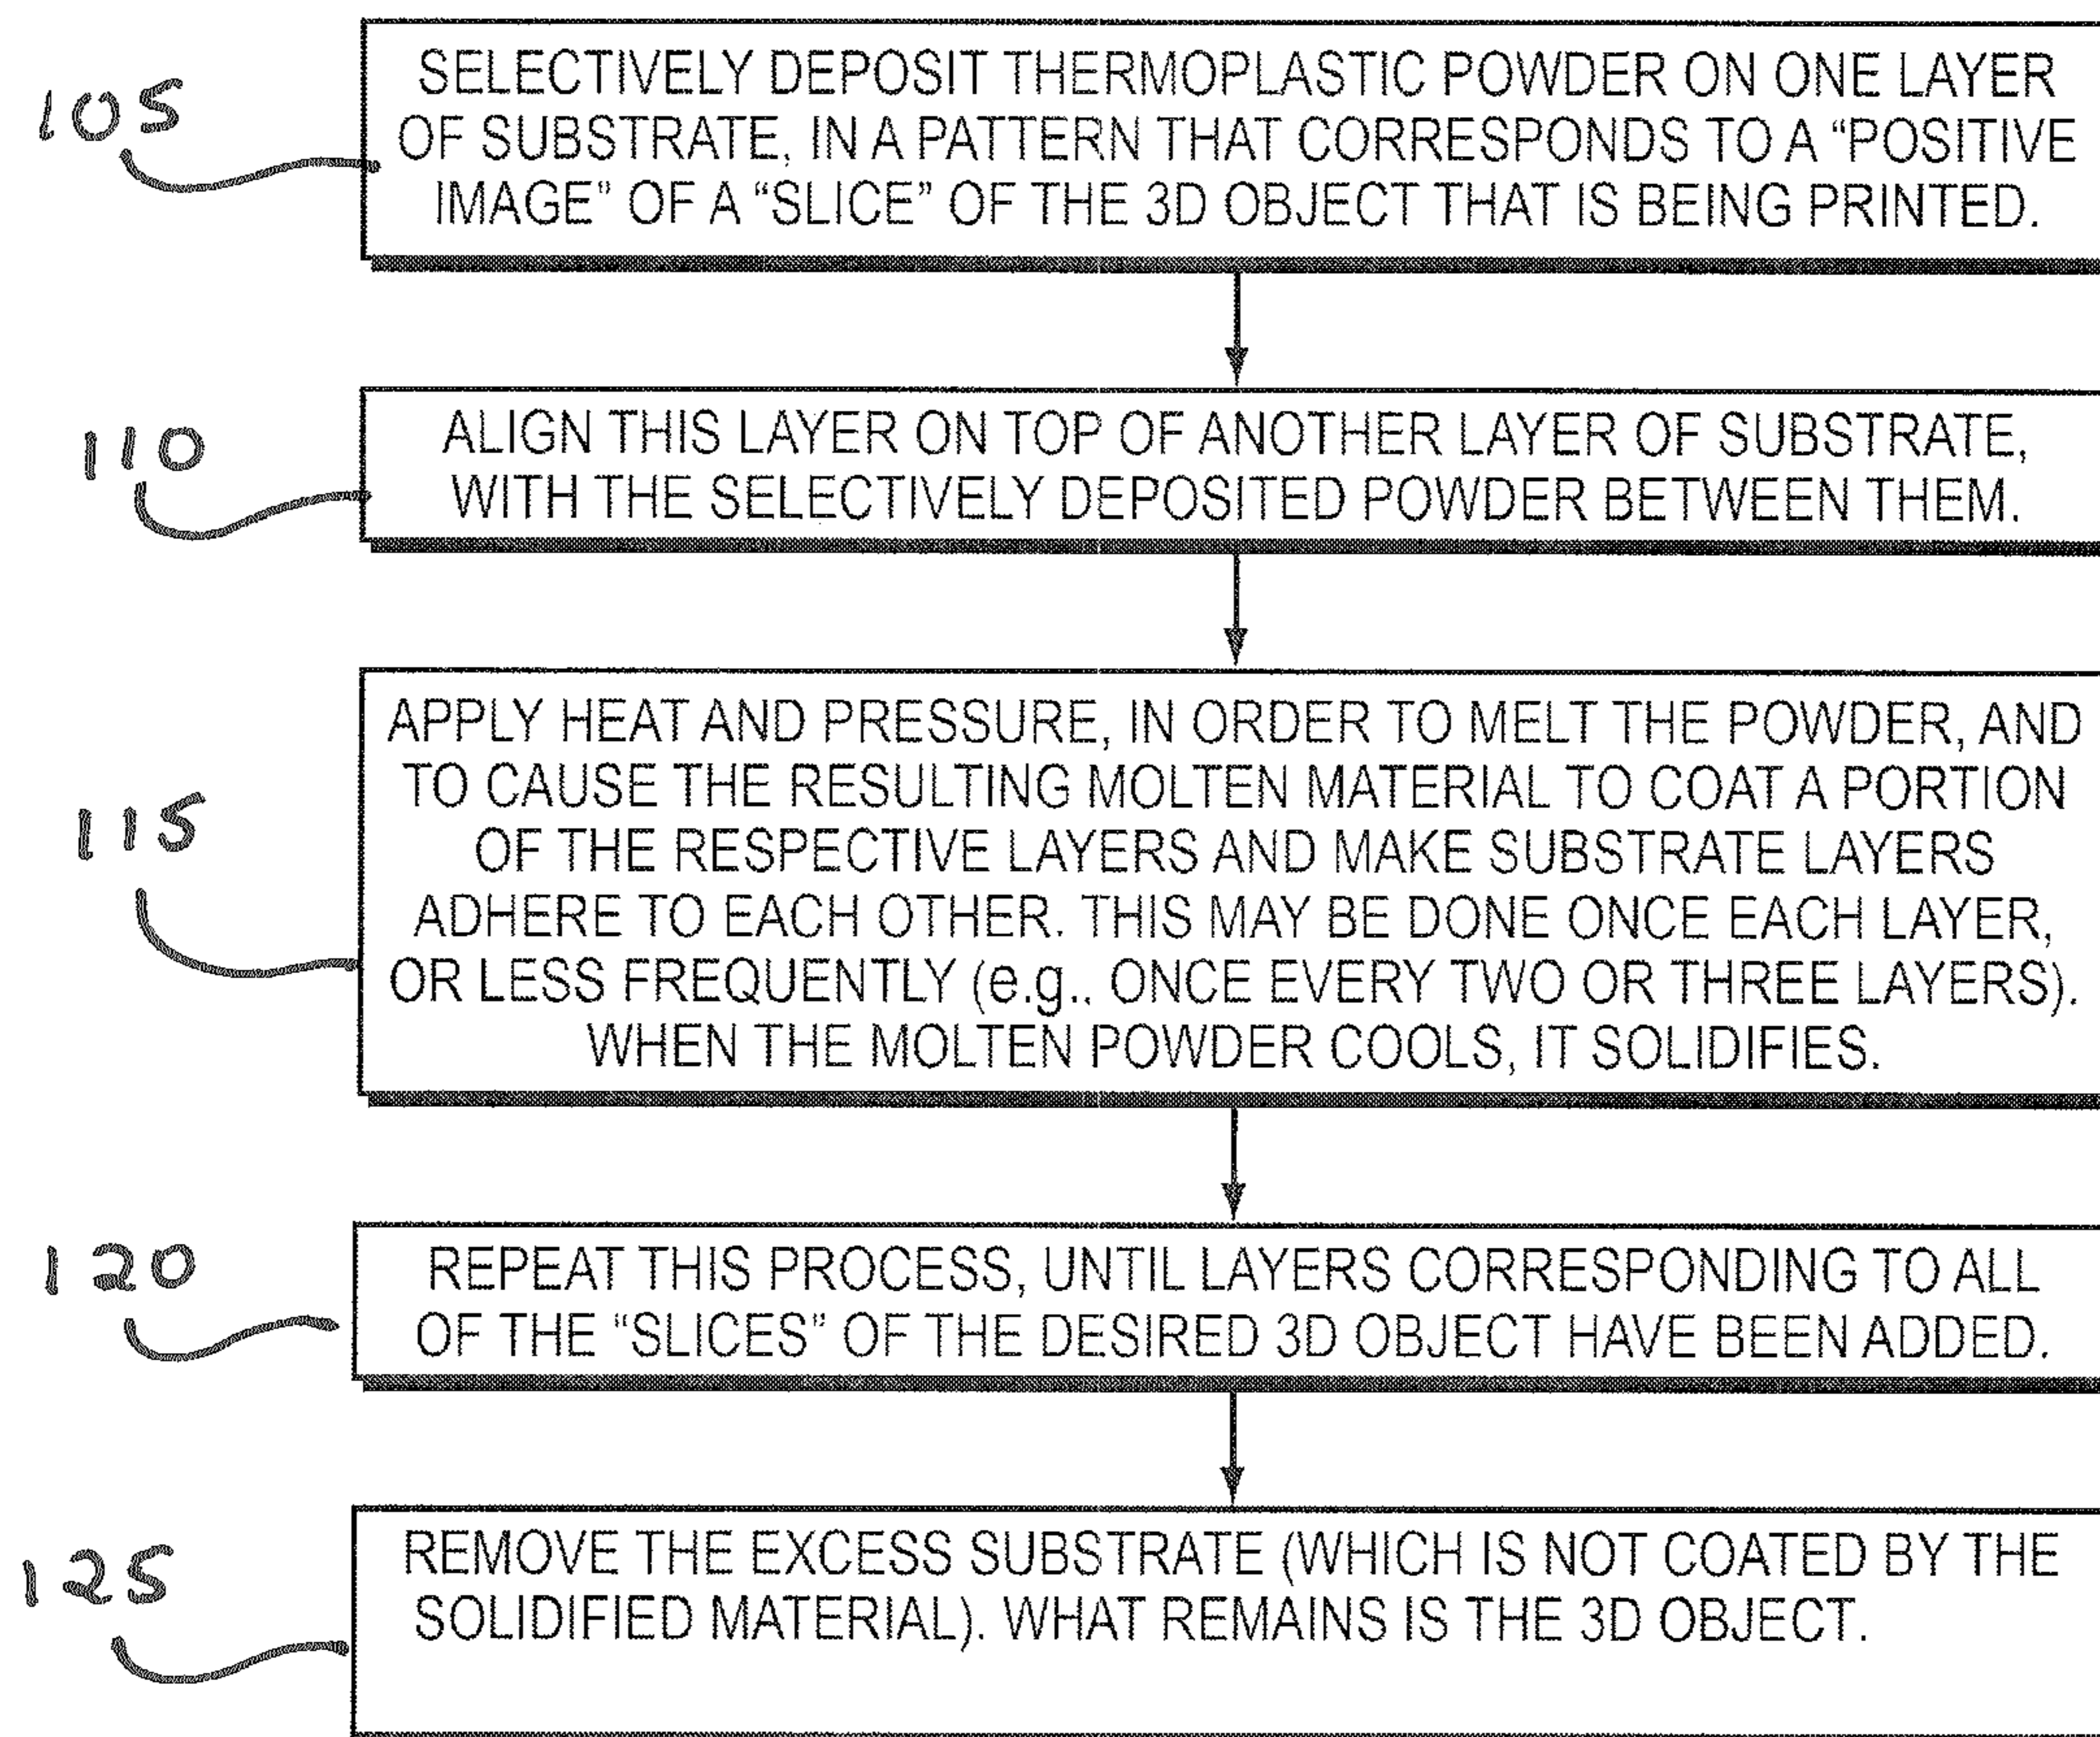 105
SELECTIVELY DEPOSIT THERMOPLASTIC POWDER ON ONE LAYER
OF SUBSTRATE, IN A PATTERN THAT CORRESPONDS TO A “POSITIVE
IMAGE” OF A “SLICE” OF THE 3D OBJECT THAT IS BEING PRINTED.
110
ALIGN THIS LAYER ON TOP OF ANOTHER LAYER OF SUBSTRATE,
WITH THE SELECTIVELY DEPOSITED POWDER BETWEEN THEM.
115
APPLY HEAT AND PRESSURE, IN ORDER TO MELT THE POWDER, AND
TO CAUSE THE RESULTING MOLTEN MATERIAL TO COAT A PORTION
OF THE RESPECTIVE LAYERS AND MAKE SUBSTRATE LAYERS
ADHERE TO EACH OTHER. THIS MAY BE DONE ONCE EACH LAYER,
OR LESS FREQUENTLY (e.g., ONCE EVERY TWO OR THREE LAYERS).
WHEN THE MOLTEN POWDER COOLS, IT SOLIDIFIES.
120
REPEAT THIS PROCESS, UNTIL LAYERS CORRESPONDING TO ALL
OF THE “SLICES” OF THE DESIRED 3D OBJECT HAVE BEEN ADDED.
125
REMOVE THE EXCESS SUBSTRATE (WHICH IS NOT COATED BY THE
SOLIDIFIED MATERIAL). WHAT REMAINS IS THE 3D OBJECT.